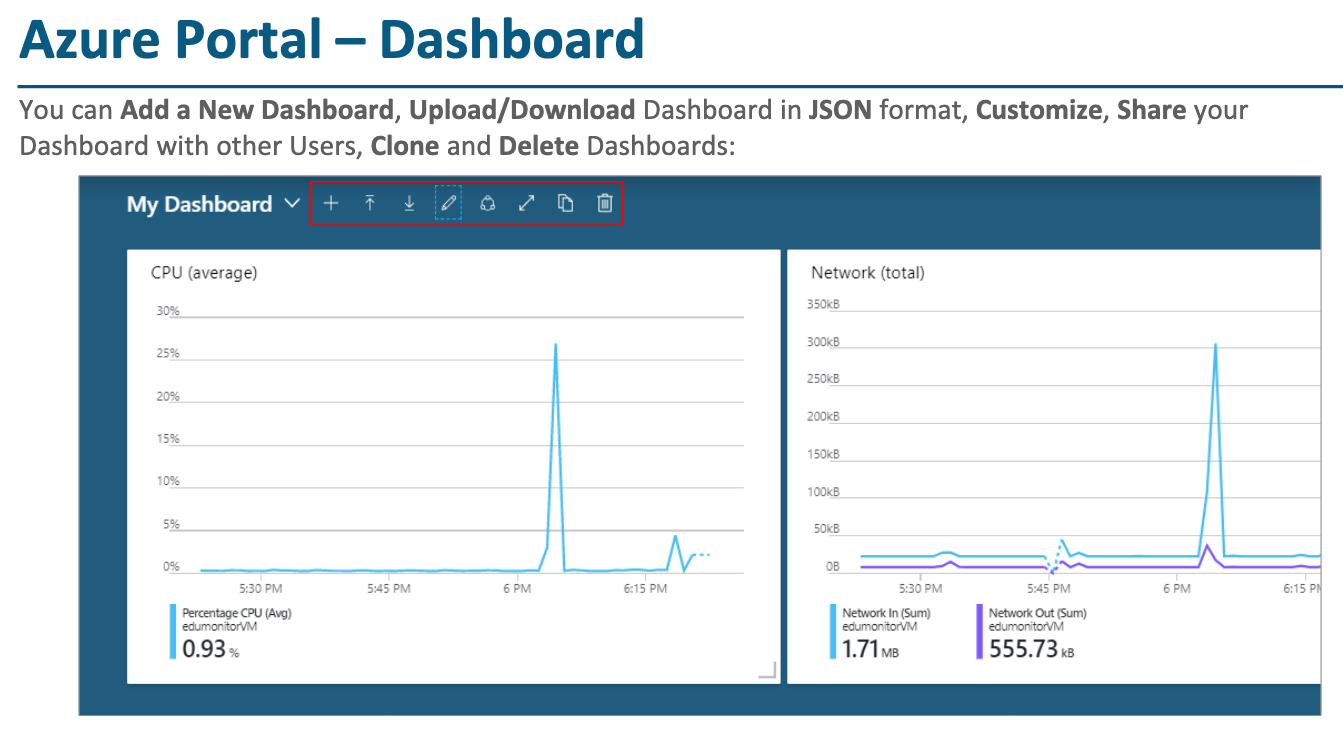 Azure Portal – Dashboard
You can Add a New Dashboard, Upload/Download Dashboard in JSON format, Customize, Share your
Dashboard with other Users, Clone and Delete Dashboards:
My Dashboard
CPU (average)
30%
25%
20%
15%
10%
5%
0%
5:30 PM 5:45 PM 6 PM 6:15 PM
Percentage CPU (Avg)
edumonitorVM
0.93 %
Network (total)
350kB
300kB
250kB
200kB
150kB
100kB
50kB
0B
5:30 PM 5:45 PM 6 PM 6:15 PM
Network In (Sum)
edumonitorVM
1.71 MB
Network Out (Sum)
edumonitorVM
555.73 kB